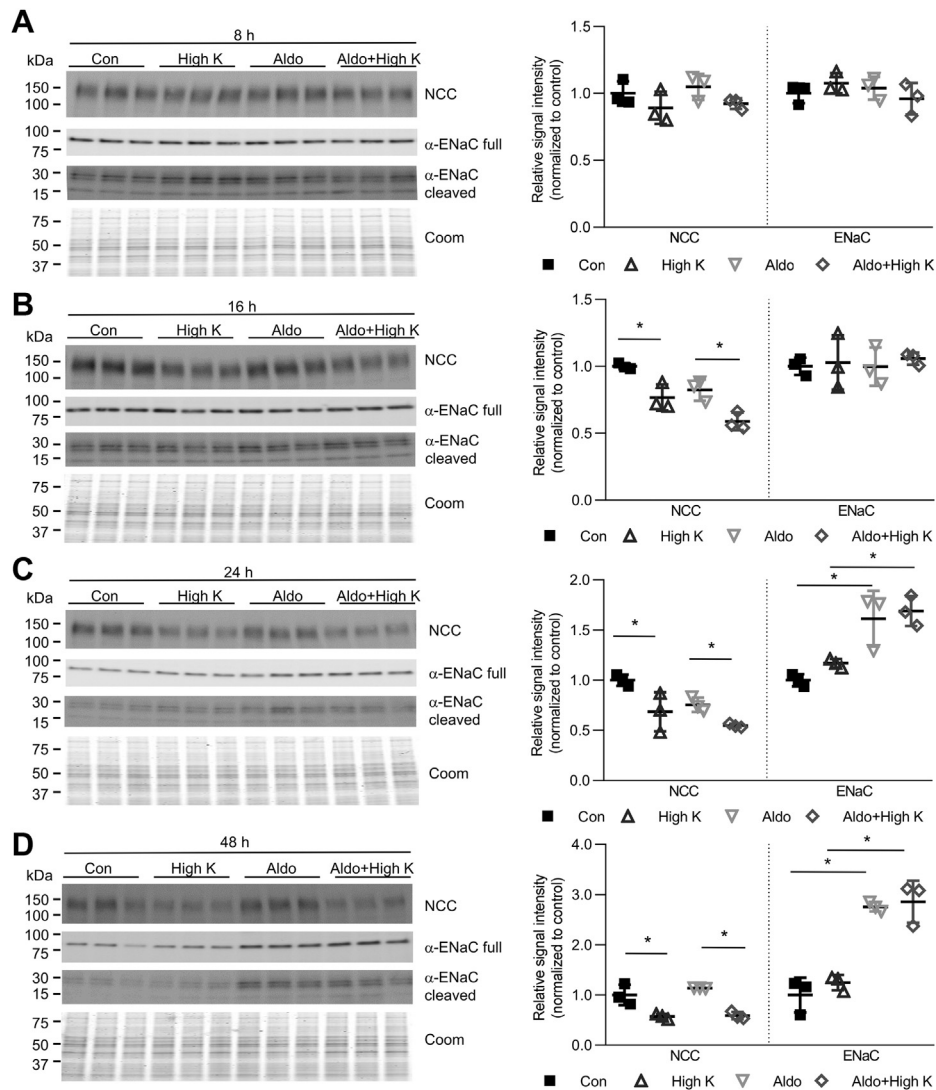 A
8 h
kDa
Con High K Aldo Aldo+High K
150
100
NCC
100
75
α-ENaC full
30
15
α-ENaC
cleaved
75
50
37
Coom
Relative signal intensity
(normalized to control)
1.5
1.0
0.5
0.0
NCC ENaC
Con High K Aldo Aldo+High K
B
16 h
kDa
Con High K Aldo Aldo+High K
150
100
NCC
100
75
α-ENaC full
30
15
α-ENaC
cleaved
75
50
37
Coom
Relative signal intensity
(normalized to control)
1.5
1.0
0.5
0.0
* *
NCC ENaC
Con High K Aldo Aldo+High K
C
24 h
kDa
Con High K Aldo Aldo+High K
150
100
NCC
100
75
α-ENaC full
30
15
α-ENaC
cleaved
75
50
37
Coom
Relative signal intensity
(normalized to control)
2.0
1.5
1.0
0.5
0.0
* * * *
NCC ENaC
Con High K Aldo Aldo+High K
D
48 h
kDa
Con High K Aldo Aldo+High K
150
100
NCC
100
75
α-ENaC full
30
15
α-ENaC
cleaved
75
50
37
Coom
Relative signal intensity
(normalized to control)
4.0
3.0
2.0
1.0
0.0
* * * *
NCC ENaC
Con High K Aldo Aldo+High K